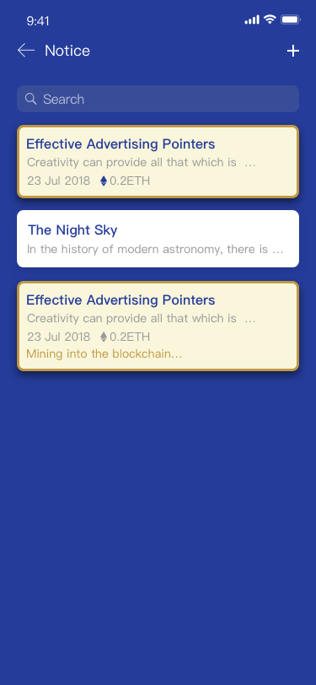 9:41
Notice
Search
Effective Advertising Pointers
Creativity can provide all that which is ...
23 Jul 2018 0.2ETH
The Night Sky
In the history of modern astronomy, there is ...
Effective Advertising Pointers
Creativity can provide all that which is ...
23 Jul 2018 0.2ETH
Mining into the blockchain...